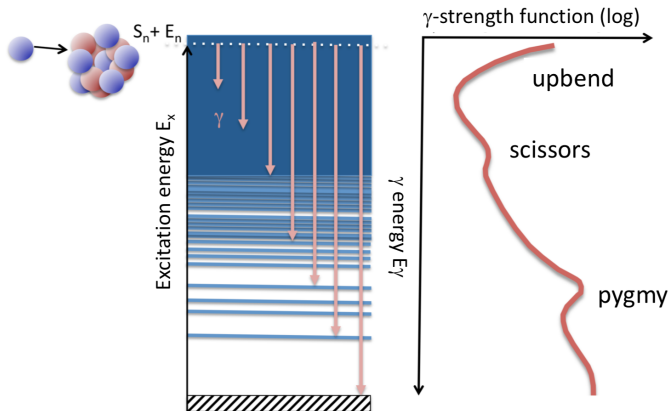 γ-strength function (log)
Sn+ En
upbend
γ
scissors
Excitation energy Ex
γ energy Eγ
pygmy